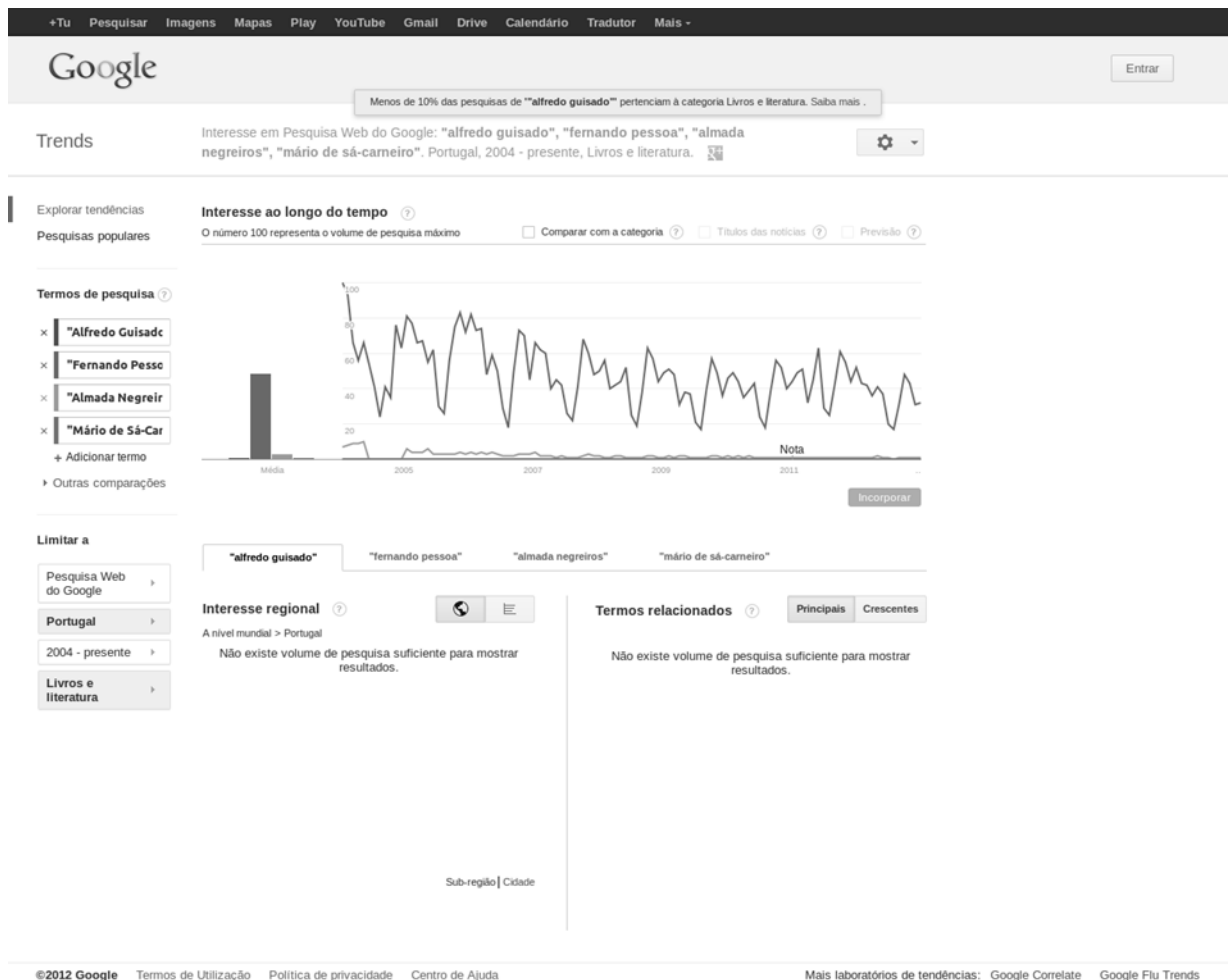 +Tu Pesquisar Imagens Mapas Play YouTube Gmail Drive Calendário Tradutor Mais
Google
Entrar
Menos de 10% das pesquisas de ""alfredo guisado"" pertenciam à categoria Livros e literatura. Saiba mais .
Trends
Interesse em Pesquisa Web do Google: "alfredo guisado", "fernando pessoa", "almada
negreiros", "mário de sá-carneiro". Portugal, 2004 - presente, Livros e literatura.
Explorar tendências
Pesquisas populares
Interesse ao longo do tempo ?
O número 100 representa o volume de pesquisa máximo
Comparar com a categoria ? Títulos das notícias ? Previsão ?
Termos de pesquisa ?
× "Alfredo Guisadc
× "Fernando Pessc
× "Almada Negreir
× "Mário de Sá-Car
+ Adicionar termo
Outras comparações
100
80
60
40
20
Nota
Média 2005 2007 2009 2011 ..
Incorporar
Limitar a
Pesquisa Web
do Google
Portugal
2004 - presente
Livros e
literatura
"alfredo guisado" "fernando pessoa" "almada negreiros" "mário de sá-carneiro"
Interesse regional ?
A nível mundial > Portugal
Não existe volume de pesquisa suficiente para mostrar
resultados.
Sub-região | Cidade
Termos relacionados ? Principais Crescentes
Não existe volume de pesquisa suficiente para mostrar
resultados.
©2012 Google Termos de Utilização Política de privacidade Centro de Ajuda Mais laboratórios de tendências: Google Correlate Google Flu Trends